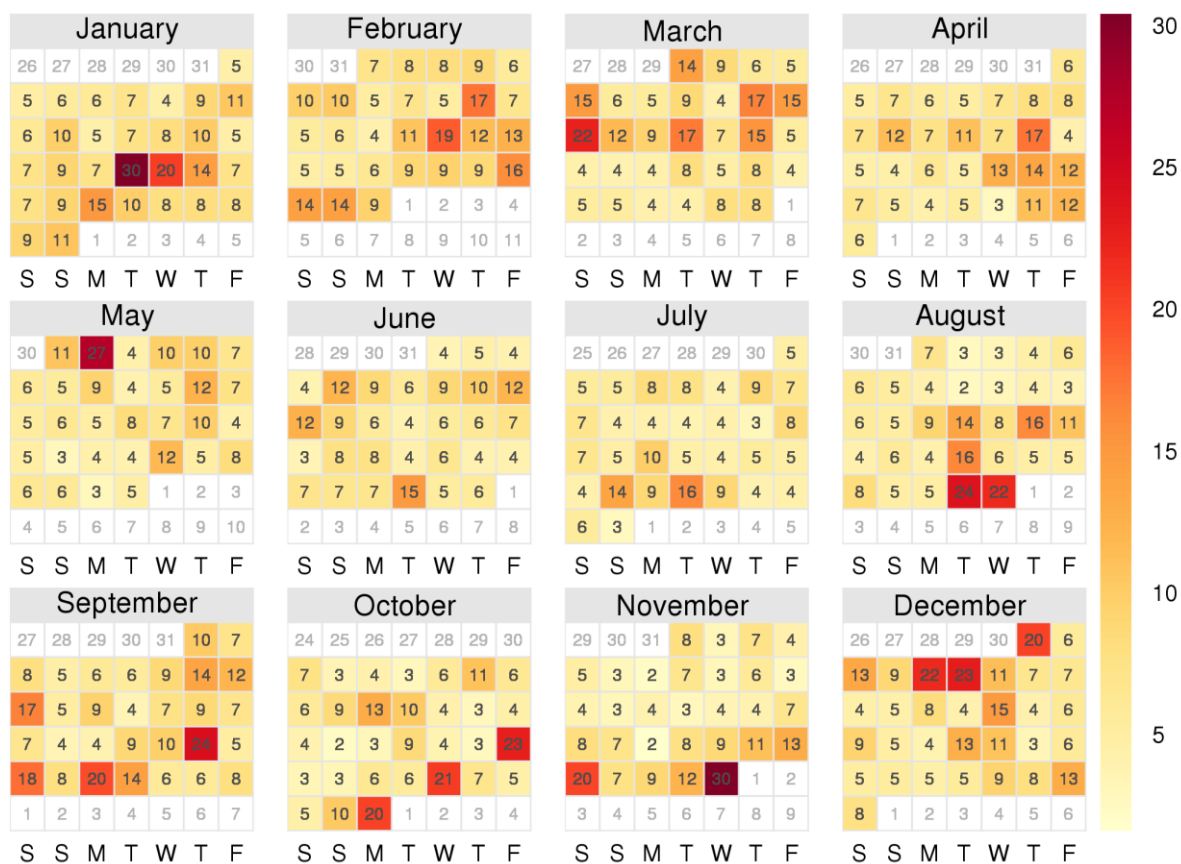 January February March April
26 27 28 29 30 31 5 30 31 7 8 8 9 6 27 28 29 14 9 6 5 26 27 28 29 30 31 6 30
5 6 6 7 4 9 11 10 10 5 7 5 17 7 15 6 5 9 4 17 15 5 7 6 5 7 8 8
6 10 5 7 8 10 5 5 6 4 11 19 12 13 22 12 9 17 7 15 5 7 12 7 11 7 17 4
7 9 7 30 20 14 7 5 5 6 9 9 9 16 4 4 4 8 5 8 4 5 4 6 5 13 14 12 25
7 9 15 10 8 8 8 14 14 9 1 2 3 4 5 5 4 4 8 8 1 7 5 4 5 3 11 12
9 11 1 2 3 4 5 5 6 7 8 9 10 11 2 3 4 5 6 7 8 6 1 2 3 4 5 6
S S M T W T F S S M T W T F S S M T W T F S S M T W T F
May June July August 20
30 11 27 4 10 10 7 28 29 30 31 4 5 4 25 26 27 28 29 30 5 30 31 7 3 3 4 6
6 5 9 4 5 12 7 4 12 9 6 9 10 12 5 5 8 8 4 9 7 6 5 4 2 3 4 3
5 6 5 8 7 10 4 12 9 6 4 6 6 7 7 4 4 4 4 3 8 6 5 9 14 8 16 11
5 3 4 4 12 5 8 3 8 8 4 6 4 4 7 5 10 5 4 5 5 4 6 4 16 6 5 5 15
6 6 3 5 1 2 3 7 7 7 15 5 6 1 4 14 9 16 9 4 4 8 5 5 24 22 1 2
4 5 6 7 8 9 10 2 3 4 5 6 7 8 6 3 1 2 3 4 5 3 4 5 6 7 8 9
S S M T W T F S S M T W T F S S M T W T F S S M T W T F
September October November December 10
27 28 29 30 31 10 7 24 25 26 27 28 29 30 29 30 31 8 3 7 4 26 27 28 29 30 20 6
8 5 6 6 9 14 12 7 3 4 3 6 11 6 5 3 2 7 3 6 3 13 9 22 23 11 7 7
17 5 9 4 7 9 7 6 9 13 10 4 3 4 4 3 4 3 4 4 7 4 5 8 4 15 4 6
7 4 4 9 10 24 5 4 2 3 9 4 3 23 8 7 2 8 9 11 13 9 5 4 13 11 3 6 5
18 8 20 14 6 6 8 3 3 6 6 21 7 5 20 7 9 12 30 1 2 5 5 5 5 9 8 13
1 2 3 4 5 6 7 5 10 20 1 2 3 4 3 4 5 6 7 8 9 8 1 2 3 4 5 6
S S M T W T F S S M T W T F S S M T W T F S S M T W T F